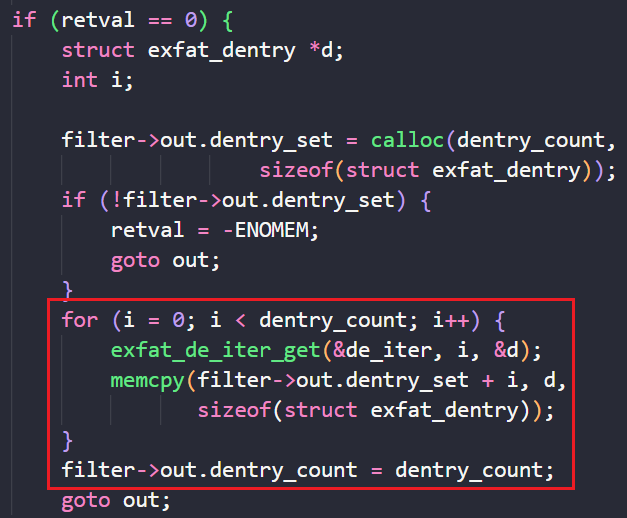 if (retval == 0) {
struct exfat_dentry *d;
int i;
filter->out.dentry_set = calloc(dentry_count,
sizeof(struct exfat_dentry));
if (!filter->out.dentry_set) {
retval = -ENOMEM;
goto out;
}
for (i = 0; i < dentry_count; i++) {
exfat_de_iter_get(&de_iter, i, &d);
memcpy(filter->out.dentry_set + i, d,
sizeof(struct exfat_dentry));
}
filter->out.dentry_count = dentry_count;
goto out;